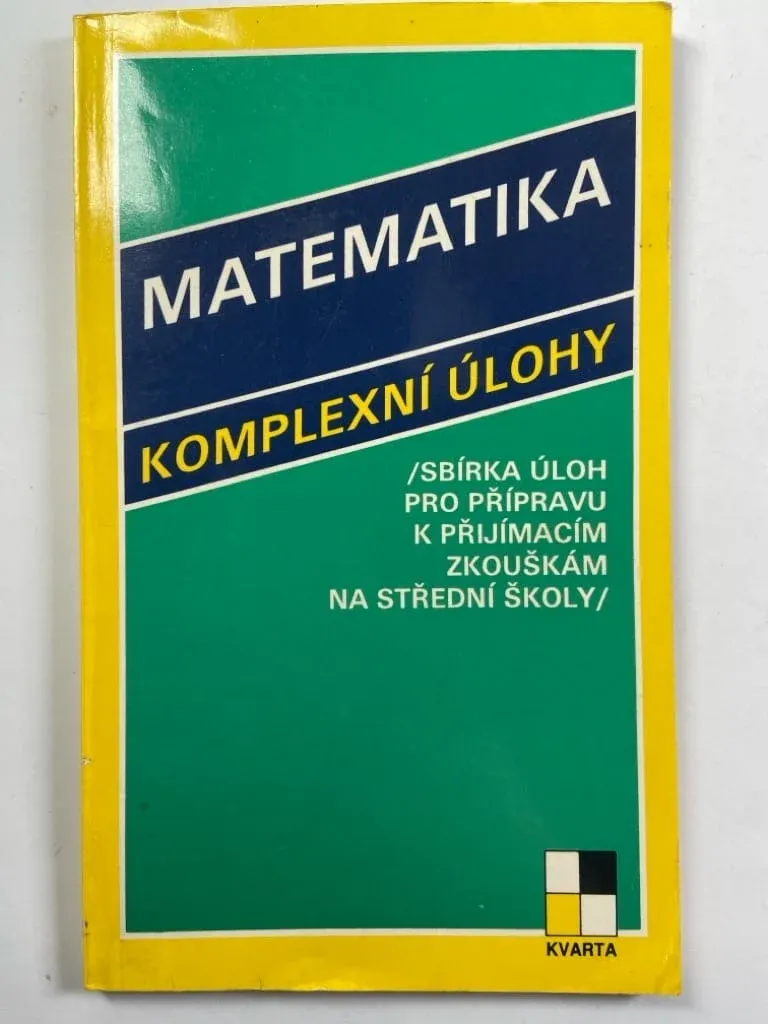 MATEMATIKA
KOMPLEXNÍ ÚLOHY
/SBÍRKA ÚLOH
PRO PŘÍPRAVU
K PŘIJÍMACÍM
ZKOUŠKÁM
NA STŘEDNÍ ŠKOLY/
KVARTA